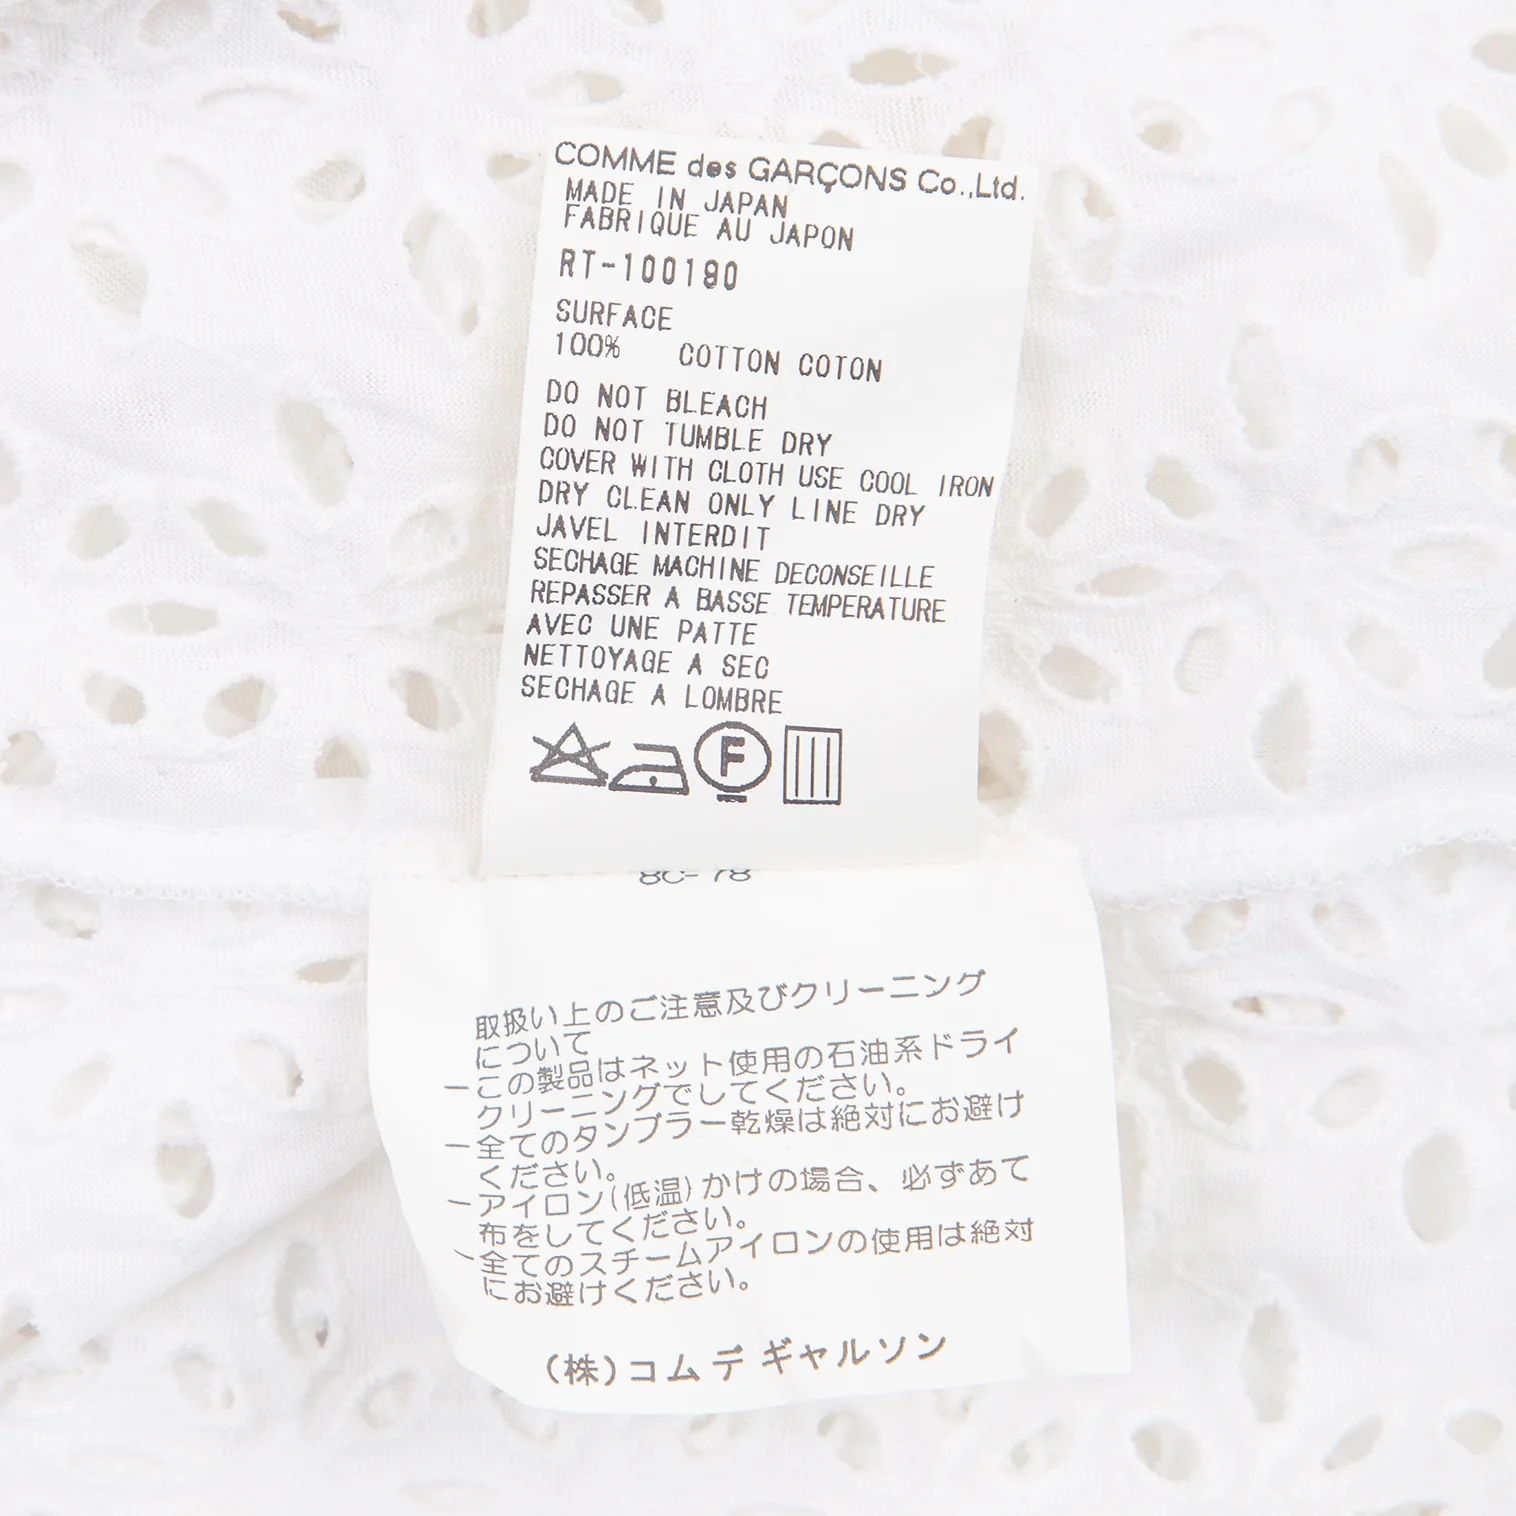 COMME des GARÇONS Co.,Ltd.
MADE IN JAPAN
FABRIQUE AU JAPON
RT-100190
SURFACE
100% COTTON COTON
DO NOT BLEACH
DO NOT TUMBLE DRY
COVER WITH CLOTH USE COOL IRON
DRY CLEAN ONLY LINE DRY
JAVEL INTERDIT
SECHAGE MACHINE DECONSEILLE
REPASSER A BASSE TEMPERATURE
AVEC UNE PATTE
NETTOYAGE A SEC
SECHAGE A LOMBRE
F
8C-78
取扱い上のご注意及びクリーニング
について
ーこの製品はネット使用の石油系ドライ
クリーニングでしてください。
ー全てのタンブラー乾燥は絶対にお避け
ください。
ーアイロン(低温)かけの場合、必ずあて
布をしてください。
ー全てのスチームアイロンの使用は絶対
にお避けください。
(株)コムデギャルソン